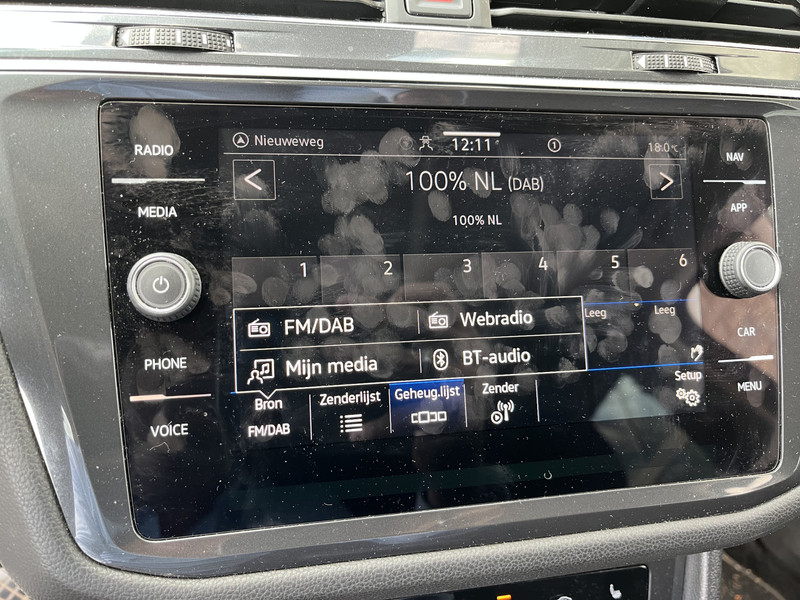 RADIO
MEDIA
PHONE
VOICE
Nieuweweg
12:11
1
18.0°C
100% NL (DAB)
100% NL
1 2 3 4 5 6
Leeg Leeg
FM/DAB Webradio
Mijn media BT-audio
Bron Zenderlijst Geheug.lijst Zender Setup
FM/DAB
NAV
APP
CAR
MENU